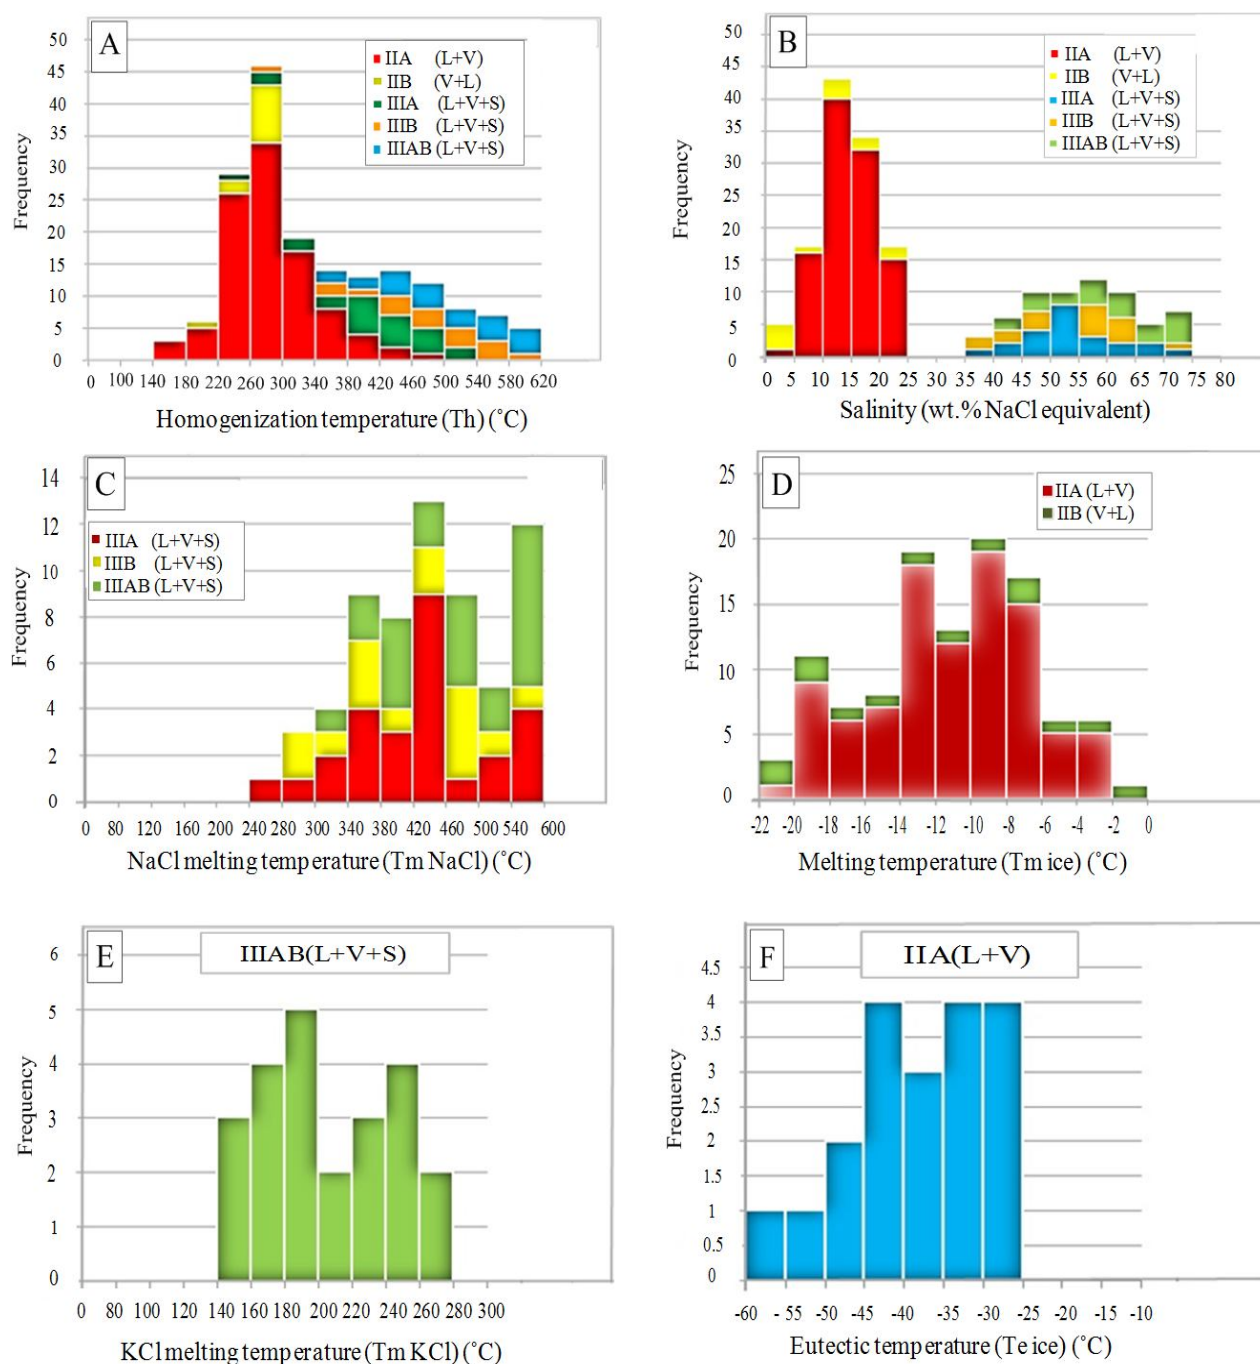 A
50
45
40
35
30
25
20
15
10
5
0
Frequency
IIA (L+V)
IIB (V+L)
IIIA (L+V+S)
IIIB (L+V+S)
IIIAB (L+V+S)
0 100 140 180 220 260 300 340 380 420 460 500 540 580 620
Homogenization temperature (Th) (˚C)
B
50
45
40
35
30
25
20
15
10
5
0
Frequency
IIA (L+V)
IIB (V+L)
IIIA (L+V+S)
IIIB (L+V+S)
IIIAB (L+V+S)
0 5 10 15 20 25 30 35 40 45 50 55 60 65 70 75 80
Salinity (wt.% NaCl equivalent)
C
14
12
10
8
6
4
2
0
Frequency
IIIA (L+V+S)
IIIB (L+V+S)
IIIAB (L+V+S)
0 80 120 160 200 240 260 300 340 380 420 460 500 540 600
NaCl melting temperature (Tm NaCl) (˚C)
D
25
20
15
10
5
0
Frequency
IIA (L+V)
IIB (V+L)
-22 -20 -18 -16 -14 -12 -10 -8 -6 -4 -2 0
Melting temperature (Tm ice) (˚C)
E
IIIAB(L+V+S)
6
5
4
3
2
1
0
Frequency
0 80 100 120 140 160 180 200 220 240 260 280 300
KCl melting temperature (Tm KCl) (˚C)
F
IIA(L+V)
4.5
4
3.5
3
2.5
2
1.5
1
0.5
0
Frequency
-60 -55 -50 -45 -40 -35 -30 -25 -20 -15 -10
Eutectic temperature (Te ice) (˚C)